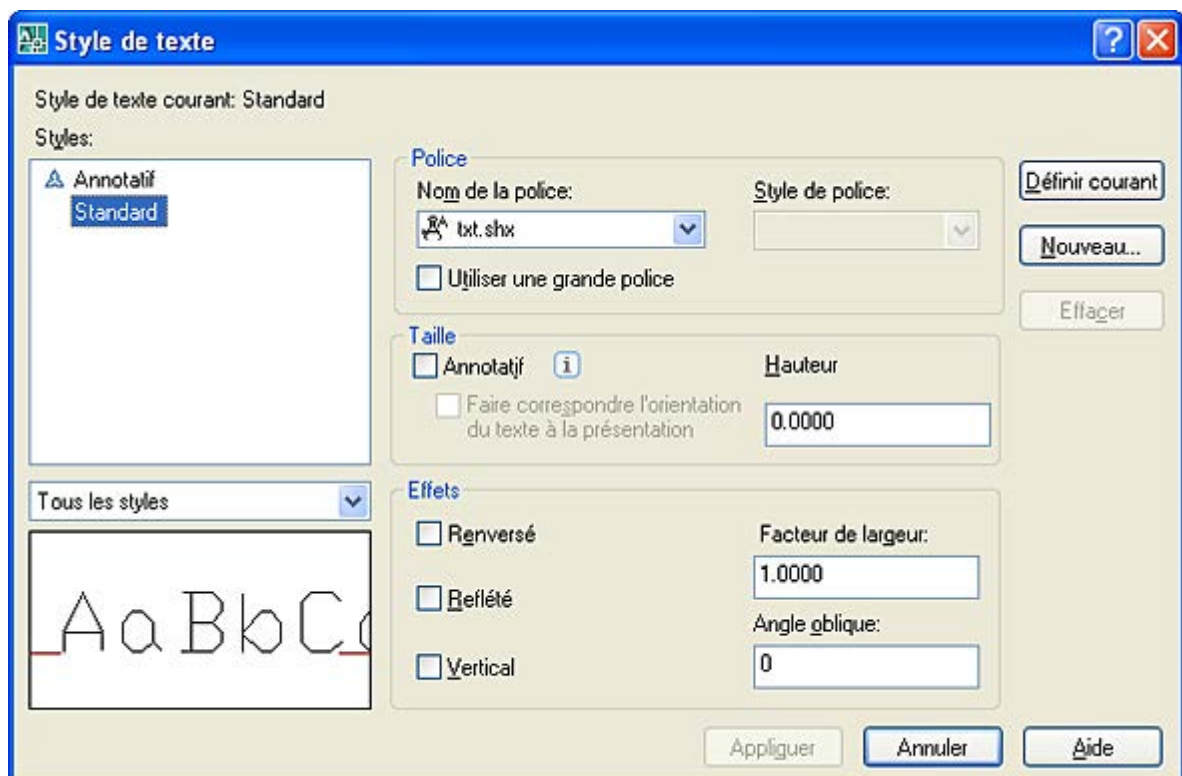 Style de texte
Style de texte courant: Standard
Styles:
Annotatif
Standard
Tous les styles
AaBbC
Police
Nom de la police:
txt.shx
Style de police:
Utiliser une grande police
Taille
Annotatif
Faire correspondre l'orientation
du texte à la présentation
Hauteur
0.0000
Effets
Renversé
Reflété
Vertical
Facteur de largeur:
1.0000
Angle oblique:
0
Définir courant
Nouveau...
Effacer
Appliquer
Annuler
Aide